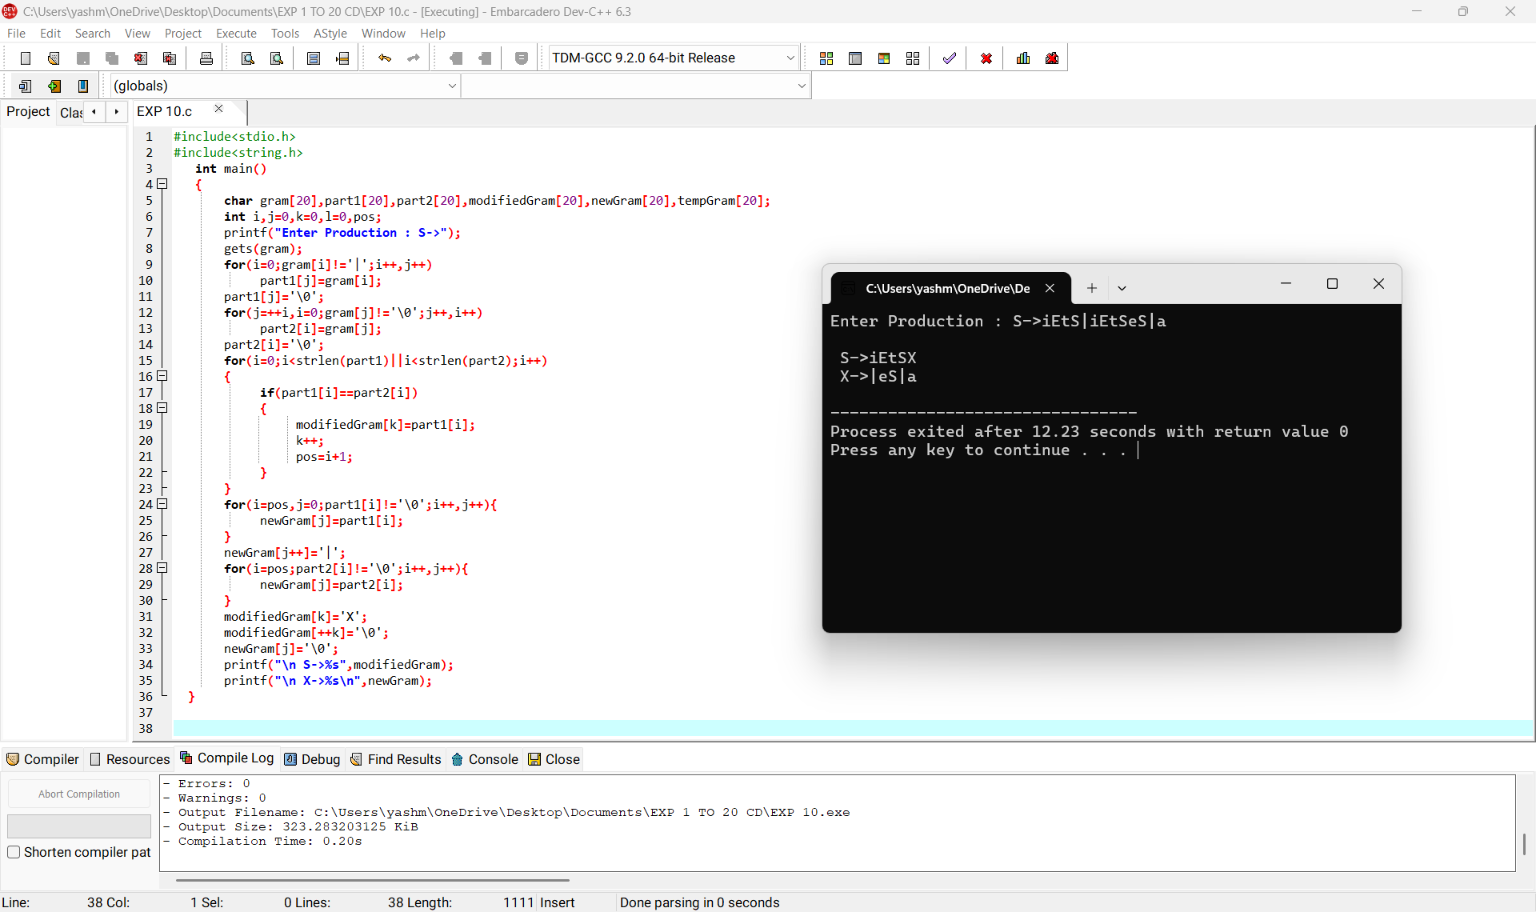 C:\Users\yashm\OneDrive\Desktop\Documents\EXP 1 TO 20 CD\EXP 10.c - [Executing] - Embarcadero Dev-C++ 6.3
File Edit Search View Project Execute Tools AStyle Window Help
TDM-GCC 9.2.0 64-bit Release
(globals)
Project Clas EXP 10.c
1 #include<stdio.h>
2 #include<string.h>
3 int main()
4 {
5 char gram[20],part1[20],part2[20],modifiedGram[20],newGram[20],tempGram[20];
6 int i,j=0,k=0,l=0,pos;
7 printf("Enter Production : S->");
8 gets(gram);
9 for(i=0;gram[i]!='|';i++,j++)
10 part1[j]=gram[i];
11 part1[j]='\0';
12 for(j=++i,i=0;gram[j]!='\0';j++,i++)
13 part2[i]=gram[j];
14 part2[i]='\0';
15 for(i=0;i<strlen(part1)||i<strlen(part2);i++)
16 {
17 if(part1[i]==part2[i])
18 {
19 modifiedGram[k]=part1[i];
20 k++;
21 pos=i+1;
22 }
23 }
24 for(i=pos,j=0;part1[i]!='\0';i++,j++){
25 newGram[j]=part1[i];
26 }
27 newGram[j++]='|';
28 for(i=pos;part2[i]!='\0';i++,j++){
29 newGram[j]=part2[i];
30 }
31 modifiedGram[k]='X';
32 modifiedGram[++k]='\0';
33 newGram[j]='\0';
34 printf("\n S->%s",modifiedGram);
35 printf("\n X->%s\n",newGram);
36 }
37
38
C:\Users\yashm\OneDrive\De
Enter Production : S->iEtS|iEtSeS|a
S->iEtSX
X->|eS|a
--------------------------------
Process exited after 12.23 seconds with return value 0
Press any key to continue . . .
Compiler Resources Compile Log Debug Find Results Console Close
Abort Compilation
Shorten compiler pat
- Errors: 0
- Warnings: 0
- Output Filename: C:\Users\yashm\OneDrive\Desktop\Documents\EXP 1 TO 20 CD\EXP 10.exe
- Output Size: 323.283203125 KiB
- Compilation Time: 0.20s
Line: 38 Col: 1 Sel: 0 Lines: 38 Length: 1111 Insert Done parsing in 0 seconds